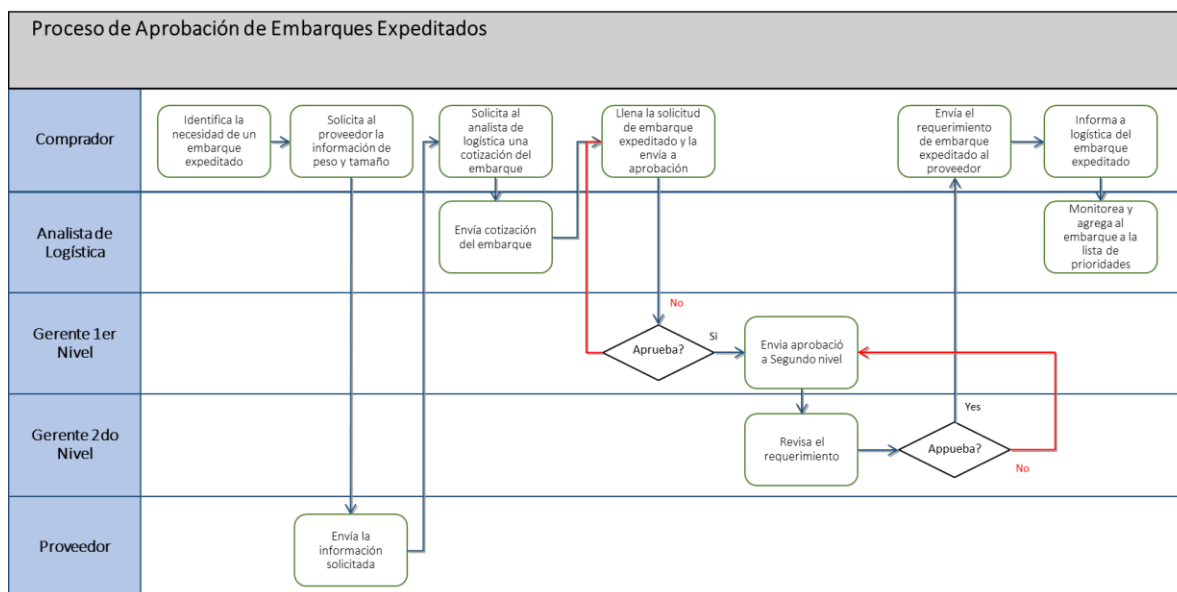 Proceso de Aprobación de Embarques Expeditados
Comprador
Identifica la
necesidad de un
embarque
expeditado
Solicita al
proveedor la
información de
peso y tamaño
Solicita al
analista de
logística una
cotización del
embarque
Llena la solicitud
de embarque
expeditado y la
envía a
aprobación
Envía el
requerimiento
de embarque
expeditado al
proveedor
Informa a
logística del
embarque
expeditado
Analista de
Logística
Envía cotización
del embarque
Monitorea y
agrega al
embarque a la
lista de
prioridades
Gerente 1er
Nivel
No
Aprueba?
Si
Envia aprobació
a Segundo nivel
Gerente 2do
Nivel
Revisa el
requerimiento
Yes
Appueba?
No
Proveedor
Envía la
información
solicitada